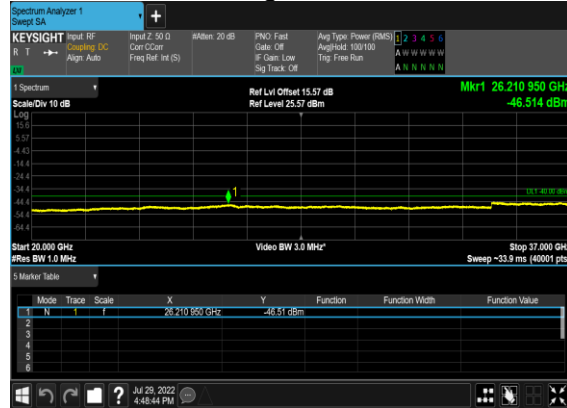 Spectrum Analyzer 1
Swept SA
+
KEYSIGHT Input: RF Input Z: 50 Ω #Atten: 20 dB PNO: Fast Avg Type: Power (RMS) 1 2 3 4 5 6
R T Coupling: DC Corr CCorr Gate: Off Avg|Hold: 100/100 A W W W W W
Align: Auto Freq Ref: Int (S) IF Gain: Low Trig: Free Run
Sig Track: Off A N N N N N
1 Spectrum Ref Lvl Offset 15.57 dB Mkr1 26.210 950 GHz
Scale/Div 10 dB Ref Level 25.57 dBm -46.514 dBm
Log
15.6
5.57
-4.43
-14.4
-24.4
-34.4 1 DL1 -40.00 dBm
-44.4
-54.4
-64.4
Start 20.000 GHz Video BW 3.0 MHz* Stop 37.000 GHz
#Res BW 1.0 MHz Sweep ~33.9 ms (40001 pts)
5 Marker Table
Mode Trace Scale X Y Function Function Width Function Value
1 N 1 f 26.210 950 GHz -46.51 dBm
2
3
4
5
6
? Jul 29, 2022
4:48:44 PM